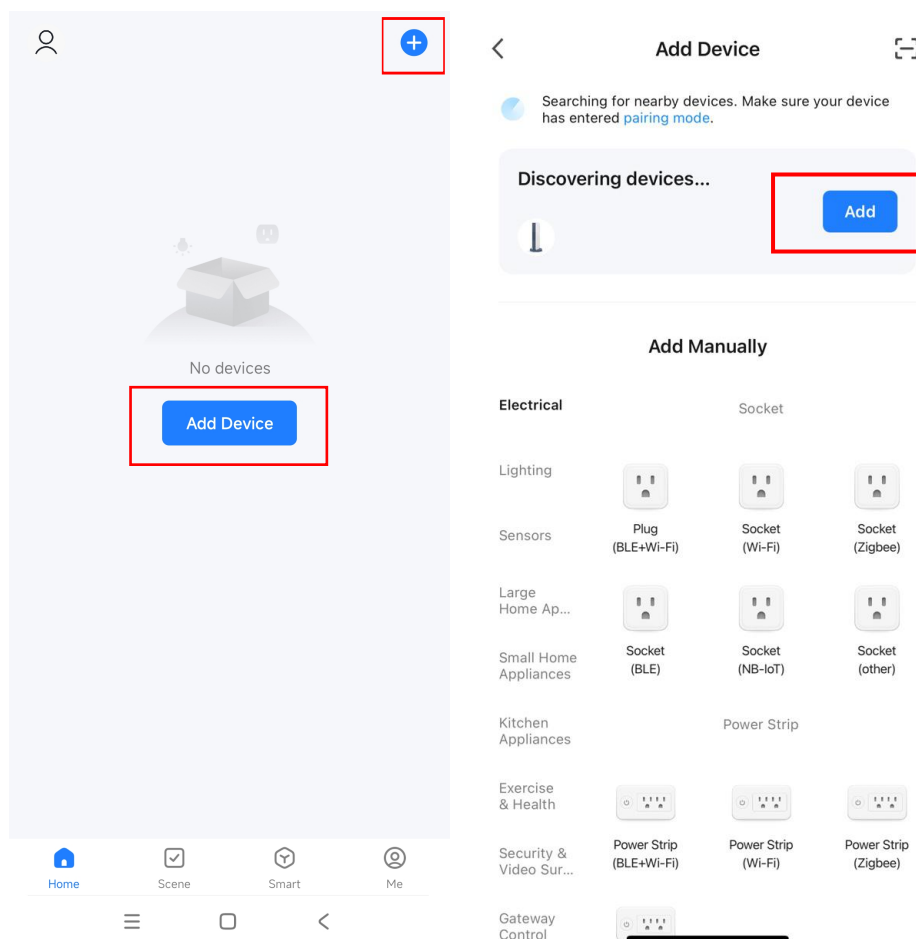 No devices
Add Device
Home
Scene
Smart
Me
Add Device
Searching for nearby devices. Make sure your device
has entered pairing mode.
Discovering devices...
Add
Add Manually
Electrical
Lighting
Sensors
Large
Home Ap...
Small Home
Appliances
Kitchen
Appliances
Exercise
& Health
Security &
Video Sur...
Gateway
Control
Socket
Plug
(BLE+Wi-Fi)
Socket
(Wi-Fi)
Socket
(Zigbee)
Socket
(BLE)
Socket
(NB-IoT)
Socket
(other)
Power Strip
Power Strip
(BLE+Wi-Fi)
Power Strip
(Wi-Fi)
Power Strip
(Zigbee)